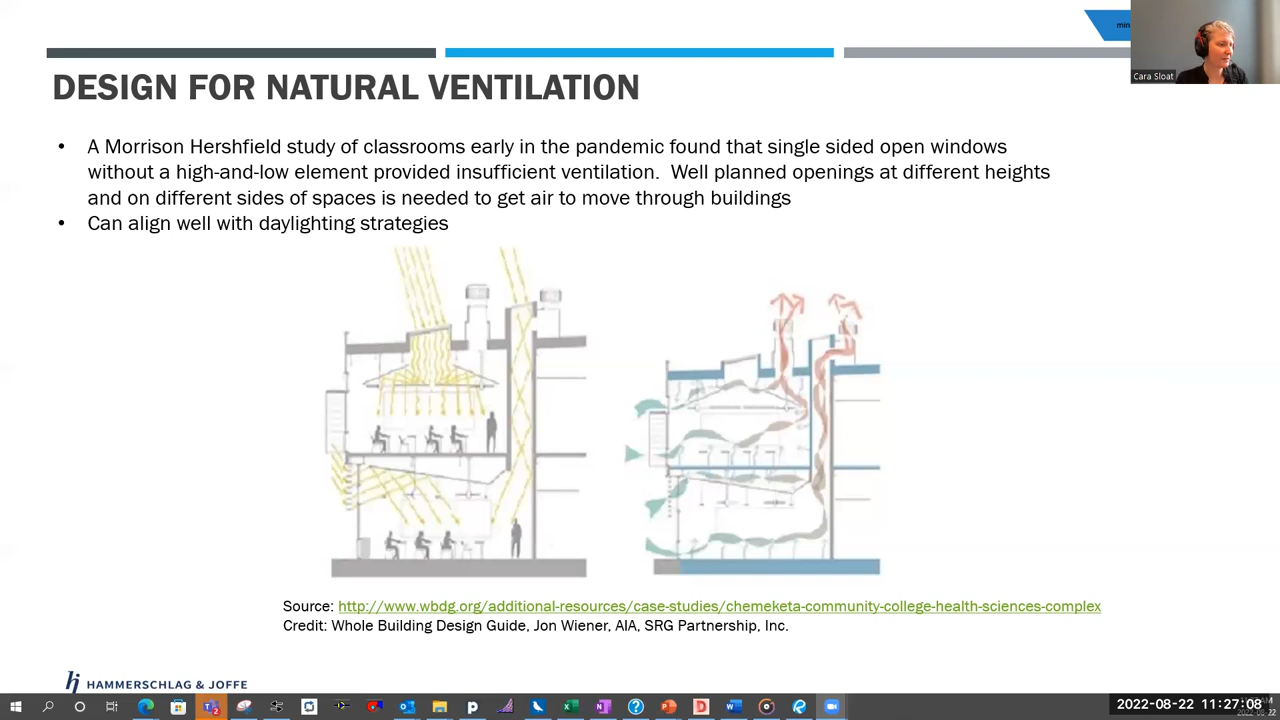 min
Cara Sloat
DESIGN FOR NATURAL VENTILATION
• A Morrison Hershfield study of classrooms early in the pandemic found that single sided open windows
without a high-and-low element provided insufficient ventilation. Well planned openings at different heights
and on different sides of spaces is needed to get air to move through buildings
• Can align well with daylighting strategies
Source: http://www.wbdg.org/additional-resources/case-studies/chemeketa-community-college-health-sciences-complex
Credit: Whole Building Design Guide, Jon Wiener, AIA, SRG Partnership, Inc.
hj HAMMERSCHLAG & JOFFE
2022-08-22 11:27:08